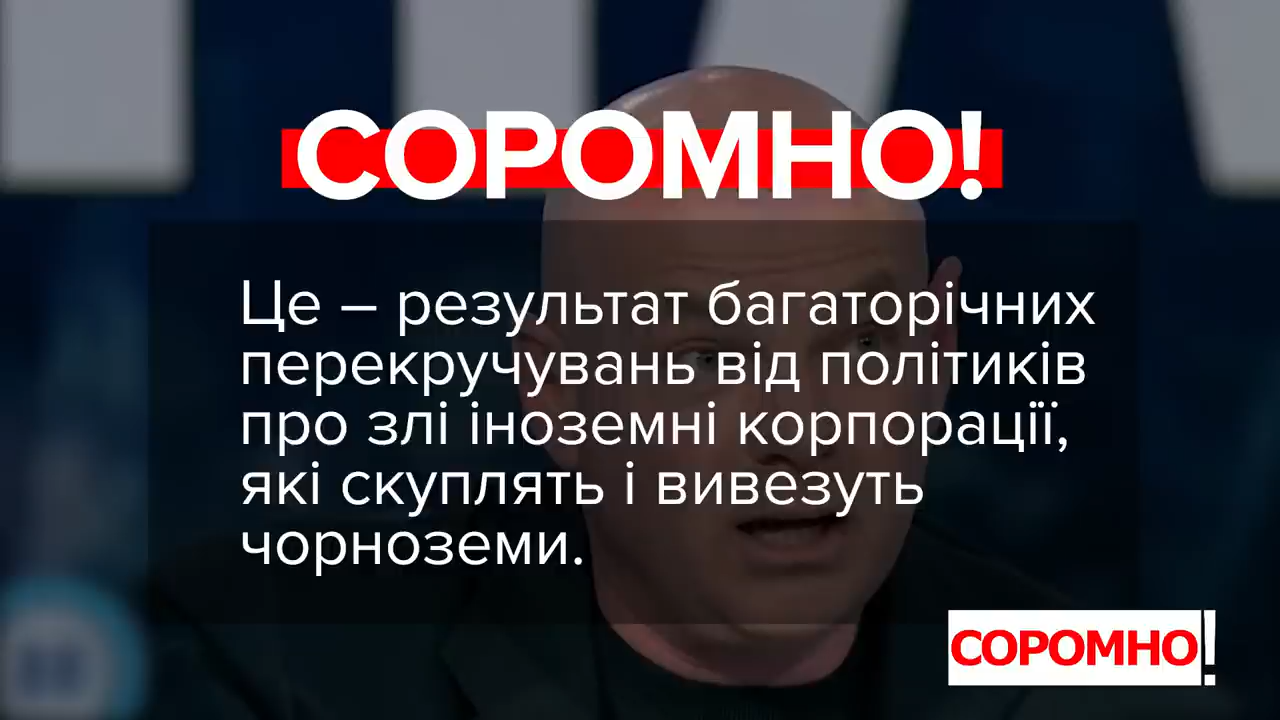 СОРОМНО!
Це – результат багаторічних
перекручувань від політиків
про злі іноземні корпорації,
які скуплять і вивезуть
чорноземи.
СОРОМНО!